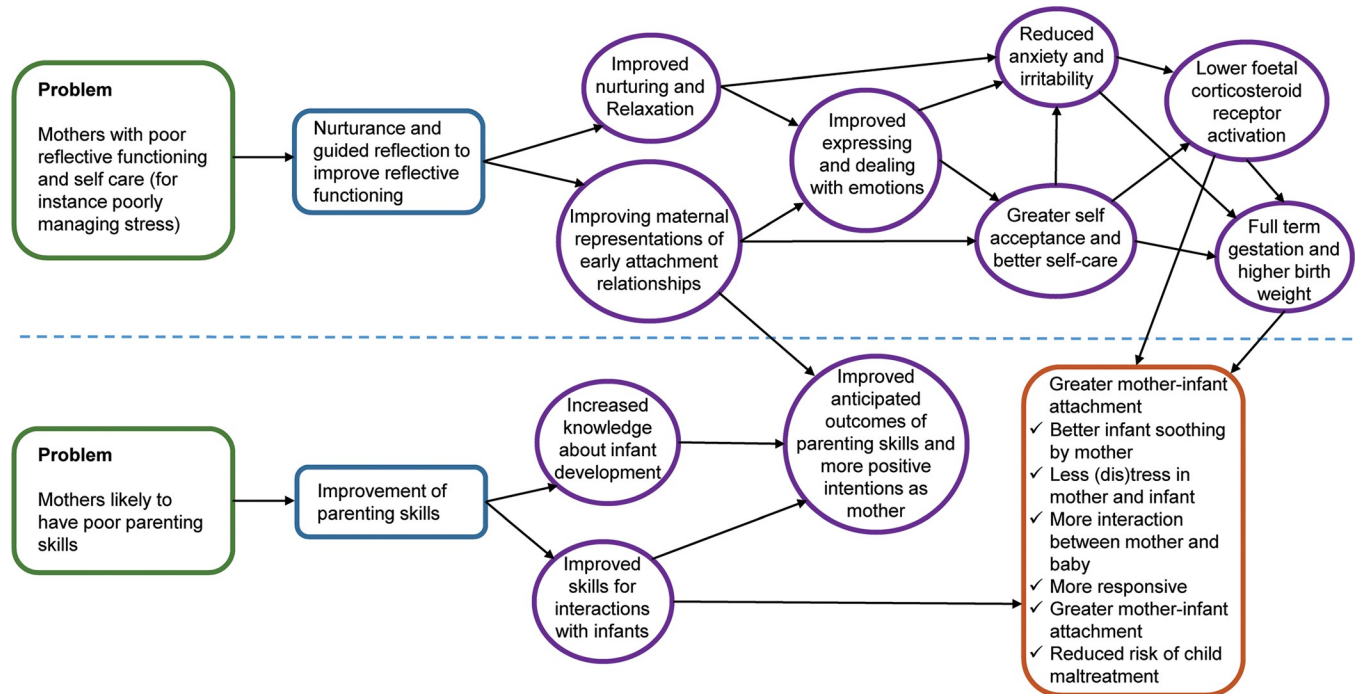 Problem
Mothers with poor
reflective functioning
and self care (for
instance poorly
managing stress)
Nurturance and
guided reflection to
improve reflective
functioning
Improved
nurturing and
Relaxation
Improving maternal
representations of
early attachment
relationships
Improved
expressing
and dealing
with emotions
Reduced
anxiety and
irritability
Greater self
acceptance and
better self-care
Lower foetal
corticosteroid
receptor
activation
Full term
gestation and
higher birth
weight
Problem
Mothers likely to
have poor parenting
skills
Improvement of
parenting skills
Increased
knowledge
about infant
development
Improved
skills for
interactions
with infants
Improved
anticipated
outcomes of
parenting skills and
more positive
intentions as
mother
Greater mother-infant
attachment
✓ Better infant soothing
by mother
✓ Less (dis)tress in
mother and infant
✓ More interaction
between mother and
baby
✓ More responsive
✓ Greater mother-infant
attachment
✓ Reduced risk of child
maltreatment